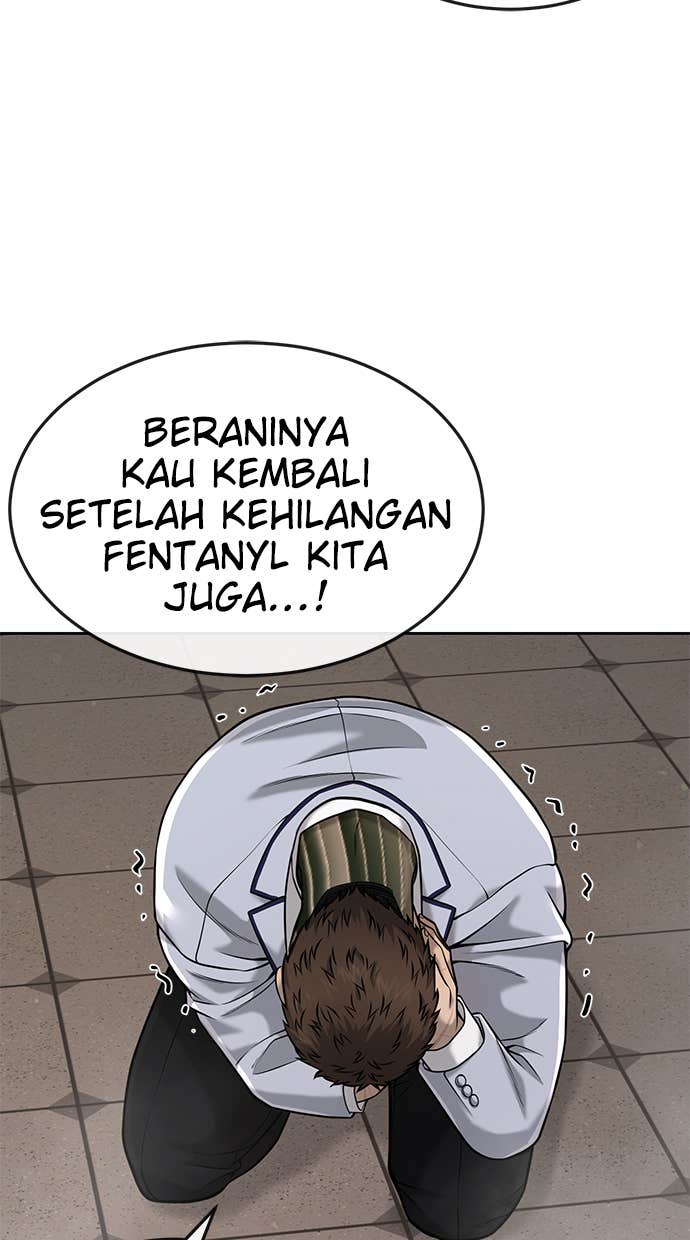 BERANINYA
KAU KEMBALI
SETELAH KEHILANGAN
FENTANYL KITA
JUGA...!